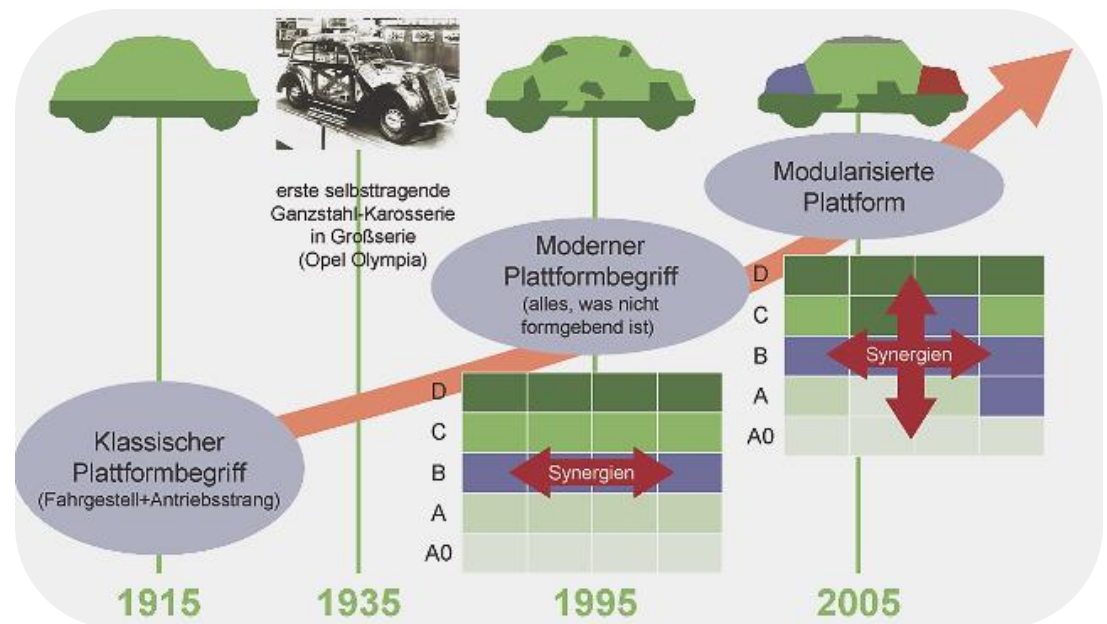 erste selbsttragende
Ganzstahl-Karosserie
in Großserie
(Opel Olympia)
Klassischer
Plattformbegriff
(Fahrgestell+Antriebsstrang)
Moderner
Plattformbegriff
(alles, was nicht
formgebend ist)
Modularisierte
Plattform
D
C
B
A
A0
Synergien
D
C
B
A
A0
Synergien
1915
1935
1995
2005